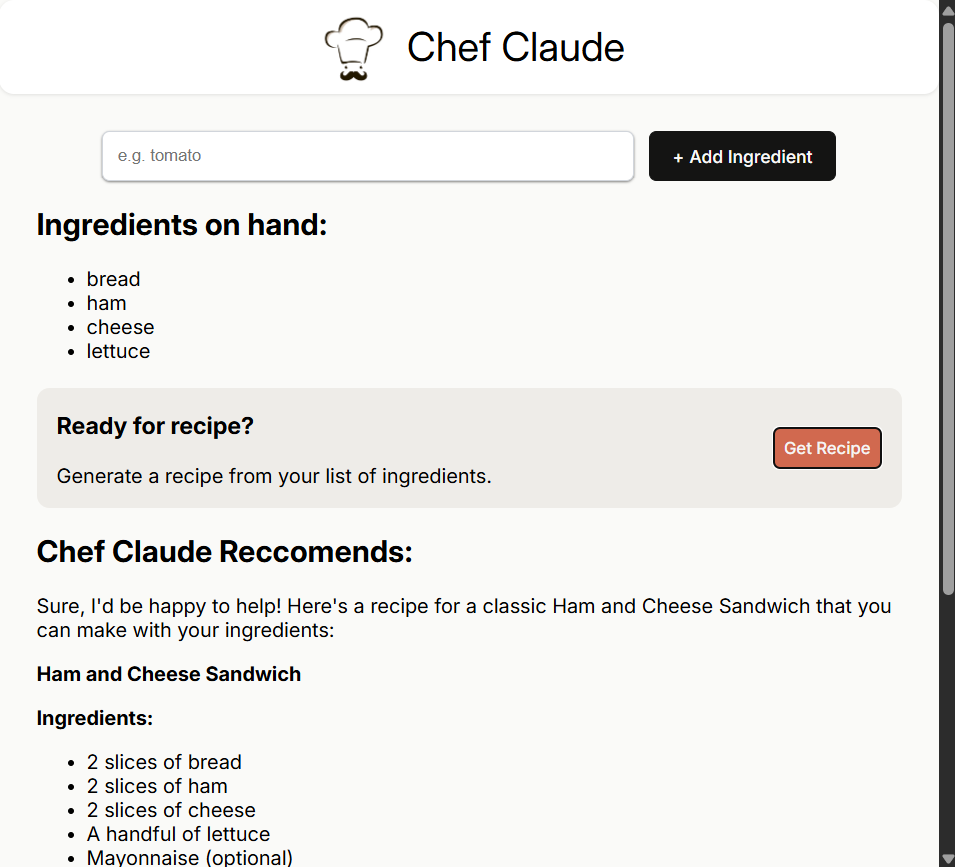 Chef Claude
e.g. tomato
+ Add Ingredient
Ingredients on hand:
• bread
• ham
• cheese
• lettuce
Ready for recipe?
Generate a recipe from your list of ingredients.
Get Recipe
Chef Claude Reccomends:
Sure, I'd be happy to help! Here's a recipe for a classic Ham and Cheese Sandwich that you
can make with your ingredients:
Ham and Cheese Sandwich
Ingredients:
• 2 slices of bread
• 2 slices of ham
• 2 slices of cheese
• A handful of lettuce
• Mayonnaise (optional)